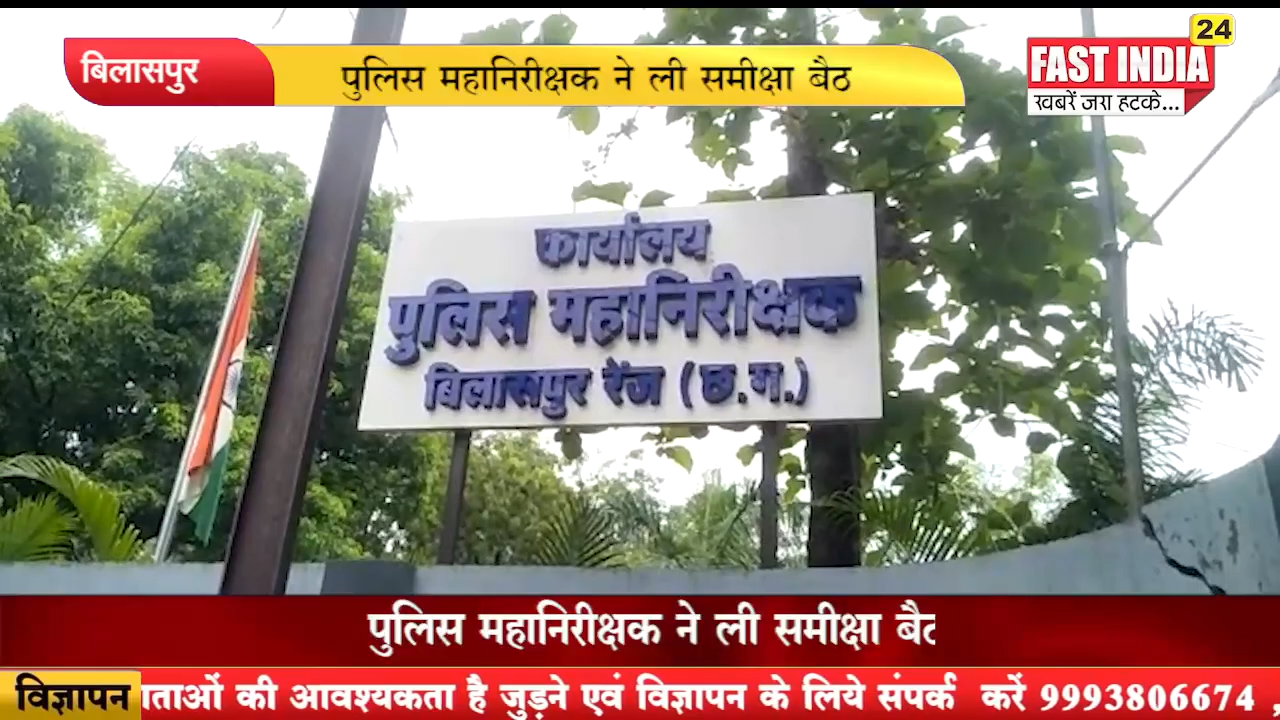 बिलासपुर
पुलिस महानिरीक्षक ने ली समीक्षा बैठ
24
FAST INDIA
खबरें जरा हटके...
कार्यालय
पुलिस महानिरीक्षक
बिलासपुर रेंज (छ.ग.)
पुलिस महानिरीक्षक ने ली समीक्षा बैठ
विज्ञापन
ाताओं की आवश्यकता है जुड़ने एवं विज्ञापन के लिये संपर्क करें 9993806674 ,